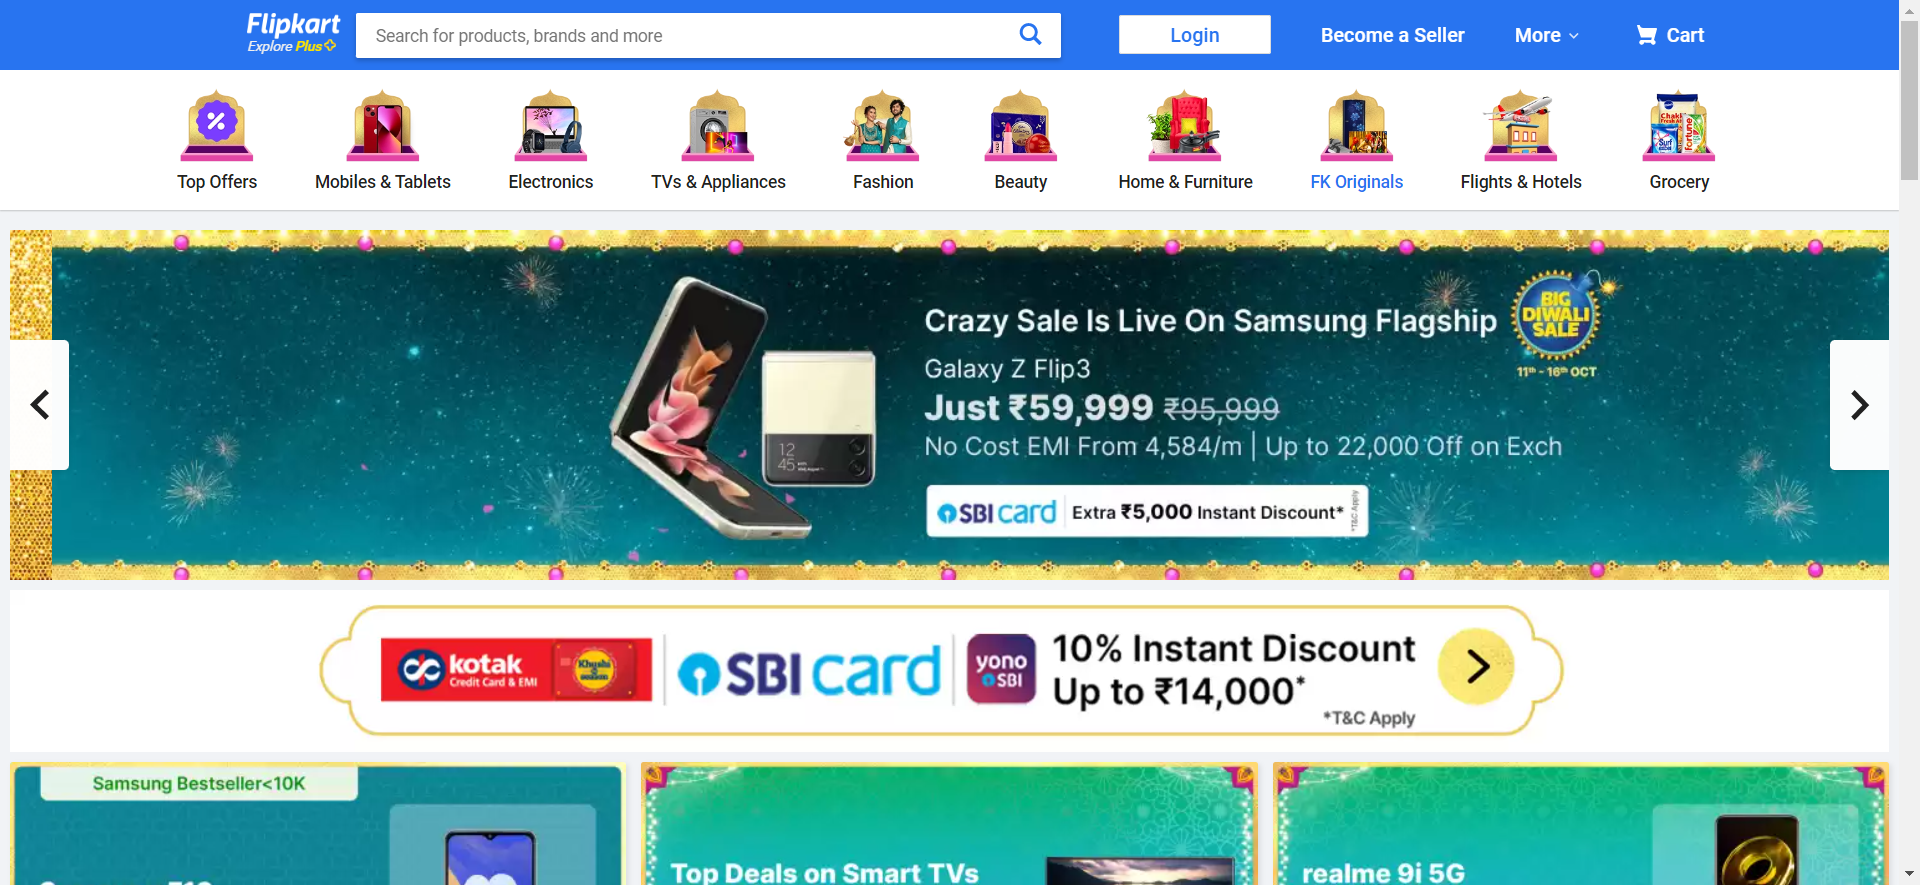 Flipkart
Explore Plus
Search for products, brands and more
Login
Become a Seller
More
Cart
Top Offers
Mobiles & Tablets
Electronics
TVs & Appliances
Fashion
Beauty
Home & Furniture
FK Originals
Flights & Hotels
Grocery
Crazy Sale Is Live On Samsung Flagship
BIG
DIWALI
SALE
11th - 16th OCT
Galaxy Z Flip3
Just ₹59,999 ₹95,999
No Cost EMI From 4,584/m | Up to 22,000 Off on Exch
12
45
SBI card
Extra ₹5,000 Instant Discount*
*T&C Apply
kotak
Credit Card & EMI
Khushi
SBI card
yono
SBI
10% Instant Discount
Up to ₹14,000*
*T&C Apply
Samsung Bestseller<10K
Top Deals on Smart TVs
realme 9i 5G